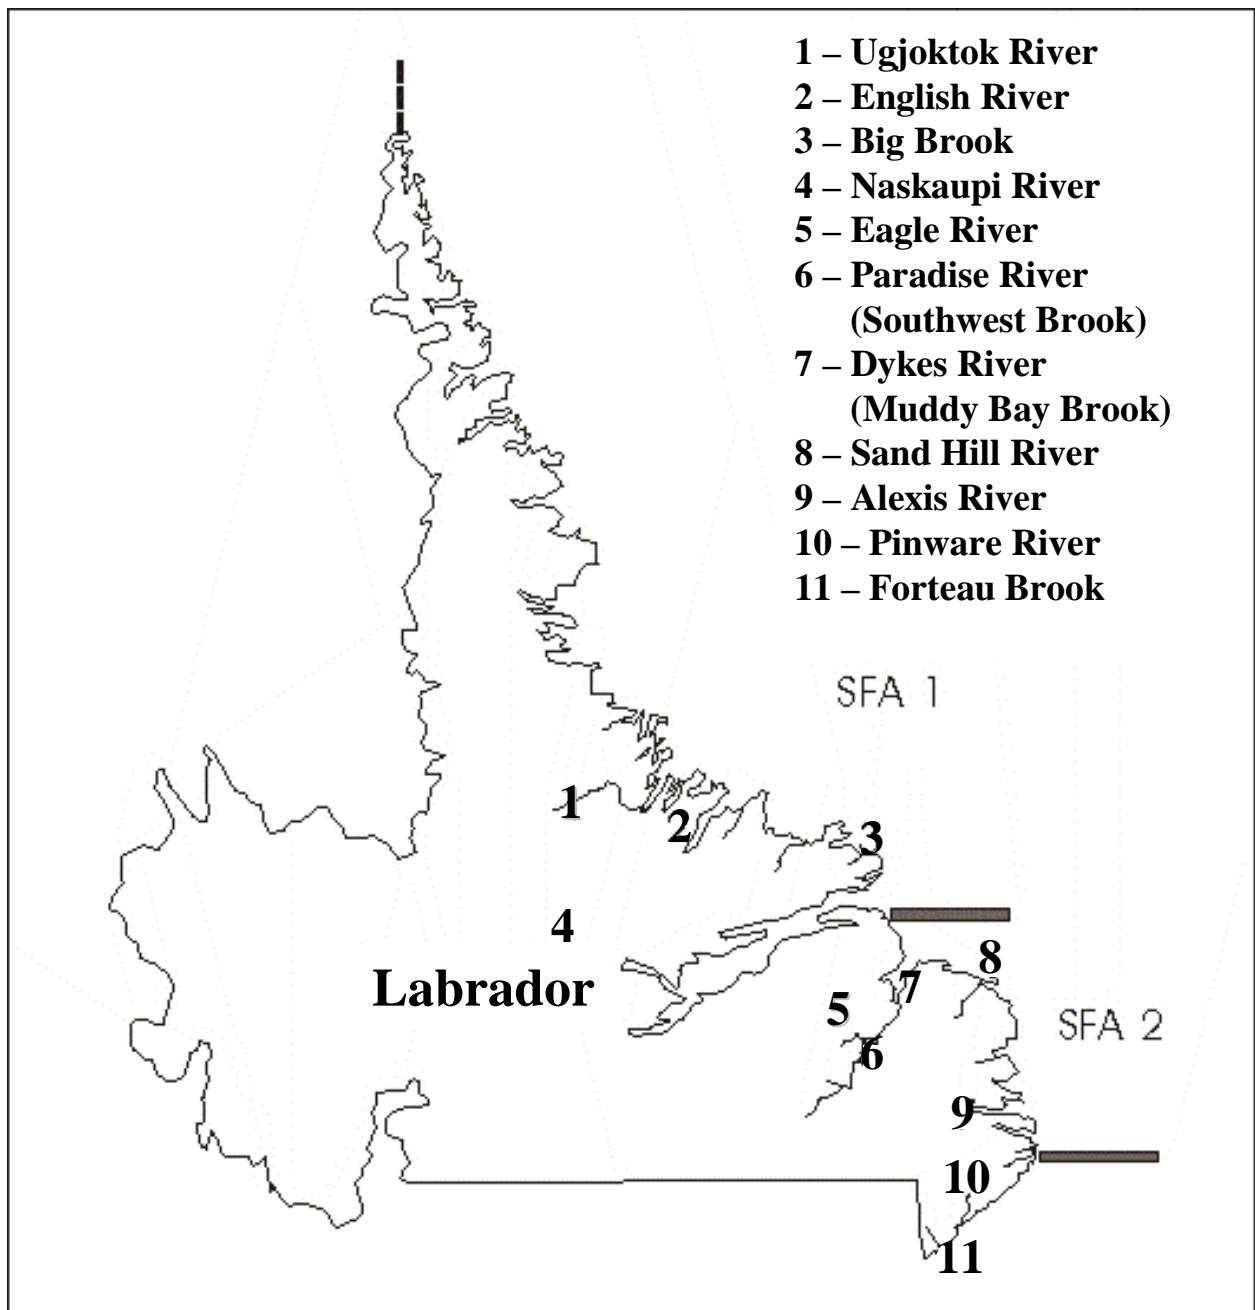 1 – Ugjoktok River
2 – English River
3 – Big Brook
4 – Naskaupi River
5 – Eagle River
6 – Paradise River
(Southwest Brook)
7 – Dykes River
(Muddy Bay Brook)
8 – Sand Hill River
9 – Alexis River
10 – Pinware River
11 – Forteau Brook
SFA 1
1
2
3
4
8
Labrador
7
5
SFA 2
6
9
10
11